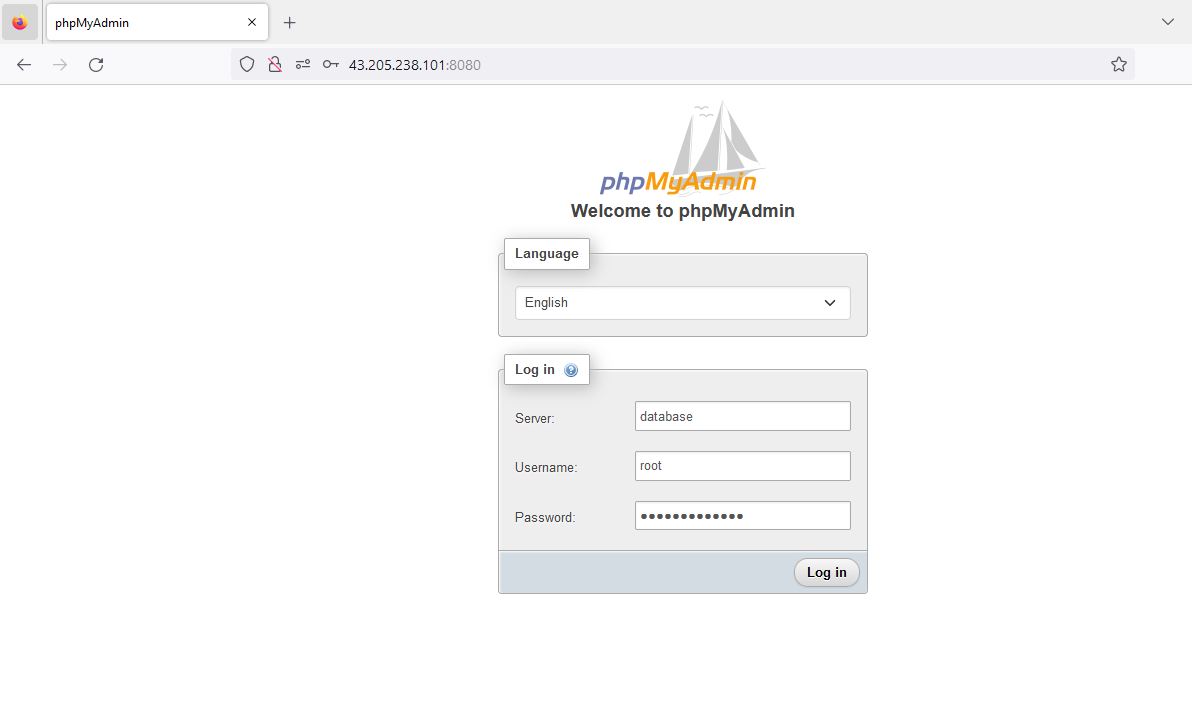 phpMyAdmin
43.205.238.101:8080
phpMyAdmin
Welcome to phpMyAdmin
Language
English
Log in
Server: database
Username: root
Password: •••••••••••••
Log in